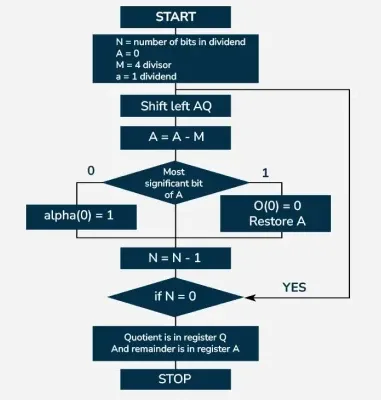 START
N = number of bits in dividend
A = 0
M = 4 divisor
a = 1 dividend
Shift left AQ
A = A - M
0
Most
significant bit
of A
1
alpha(0) = 1
O(0) = 0
Restore A
N = N - 1
if N = 0
YES
Quotient is in register Q
And remainder is in register A
STOP